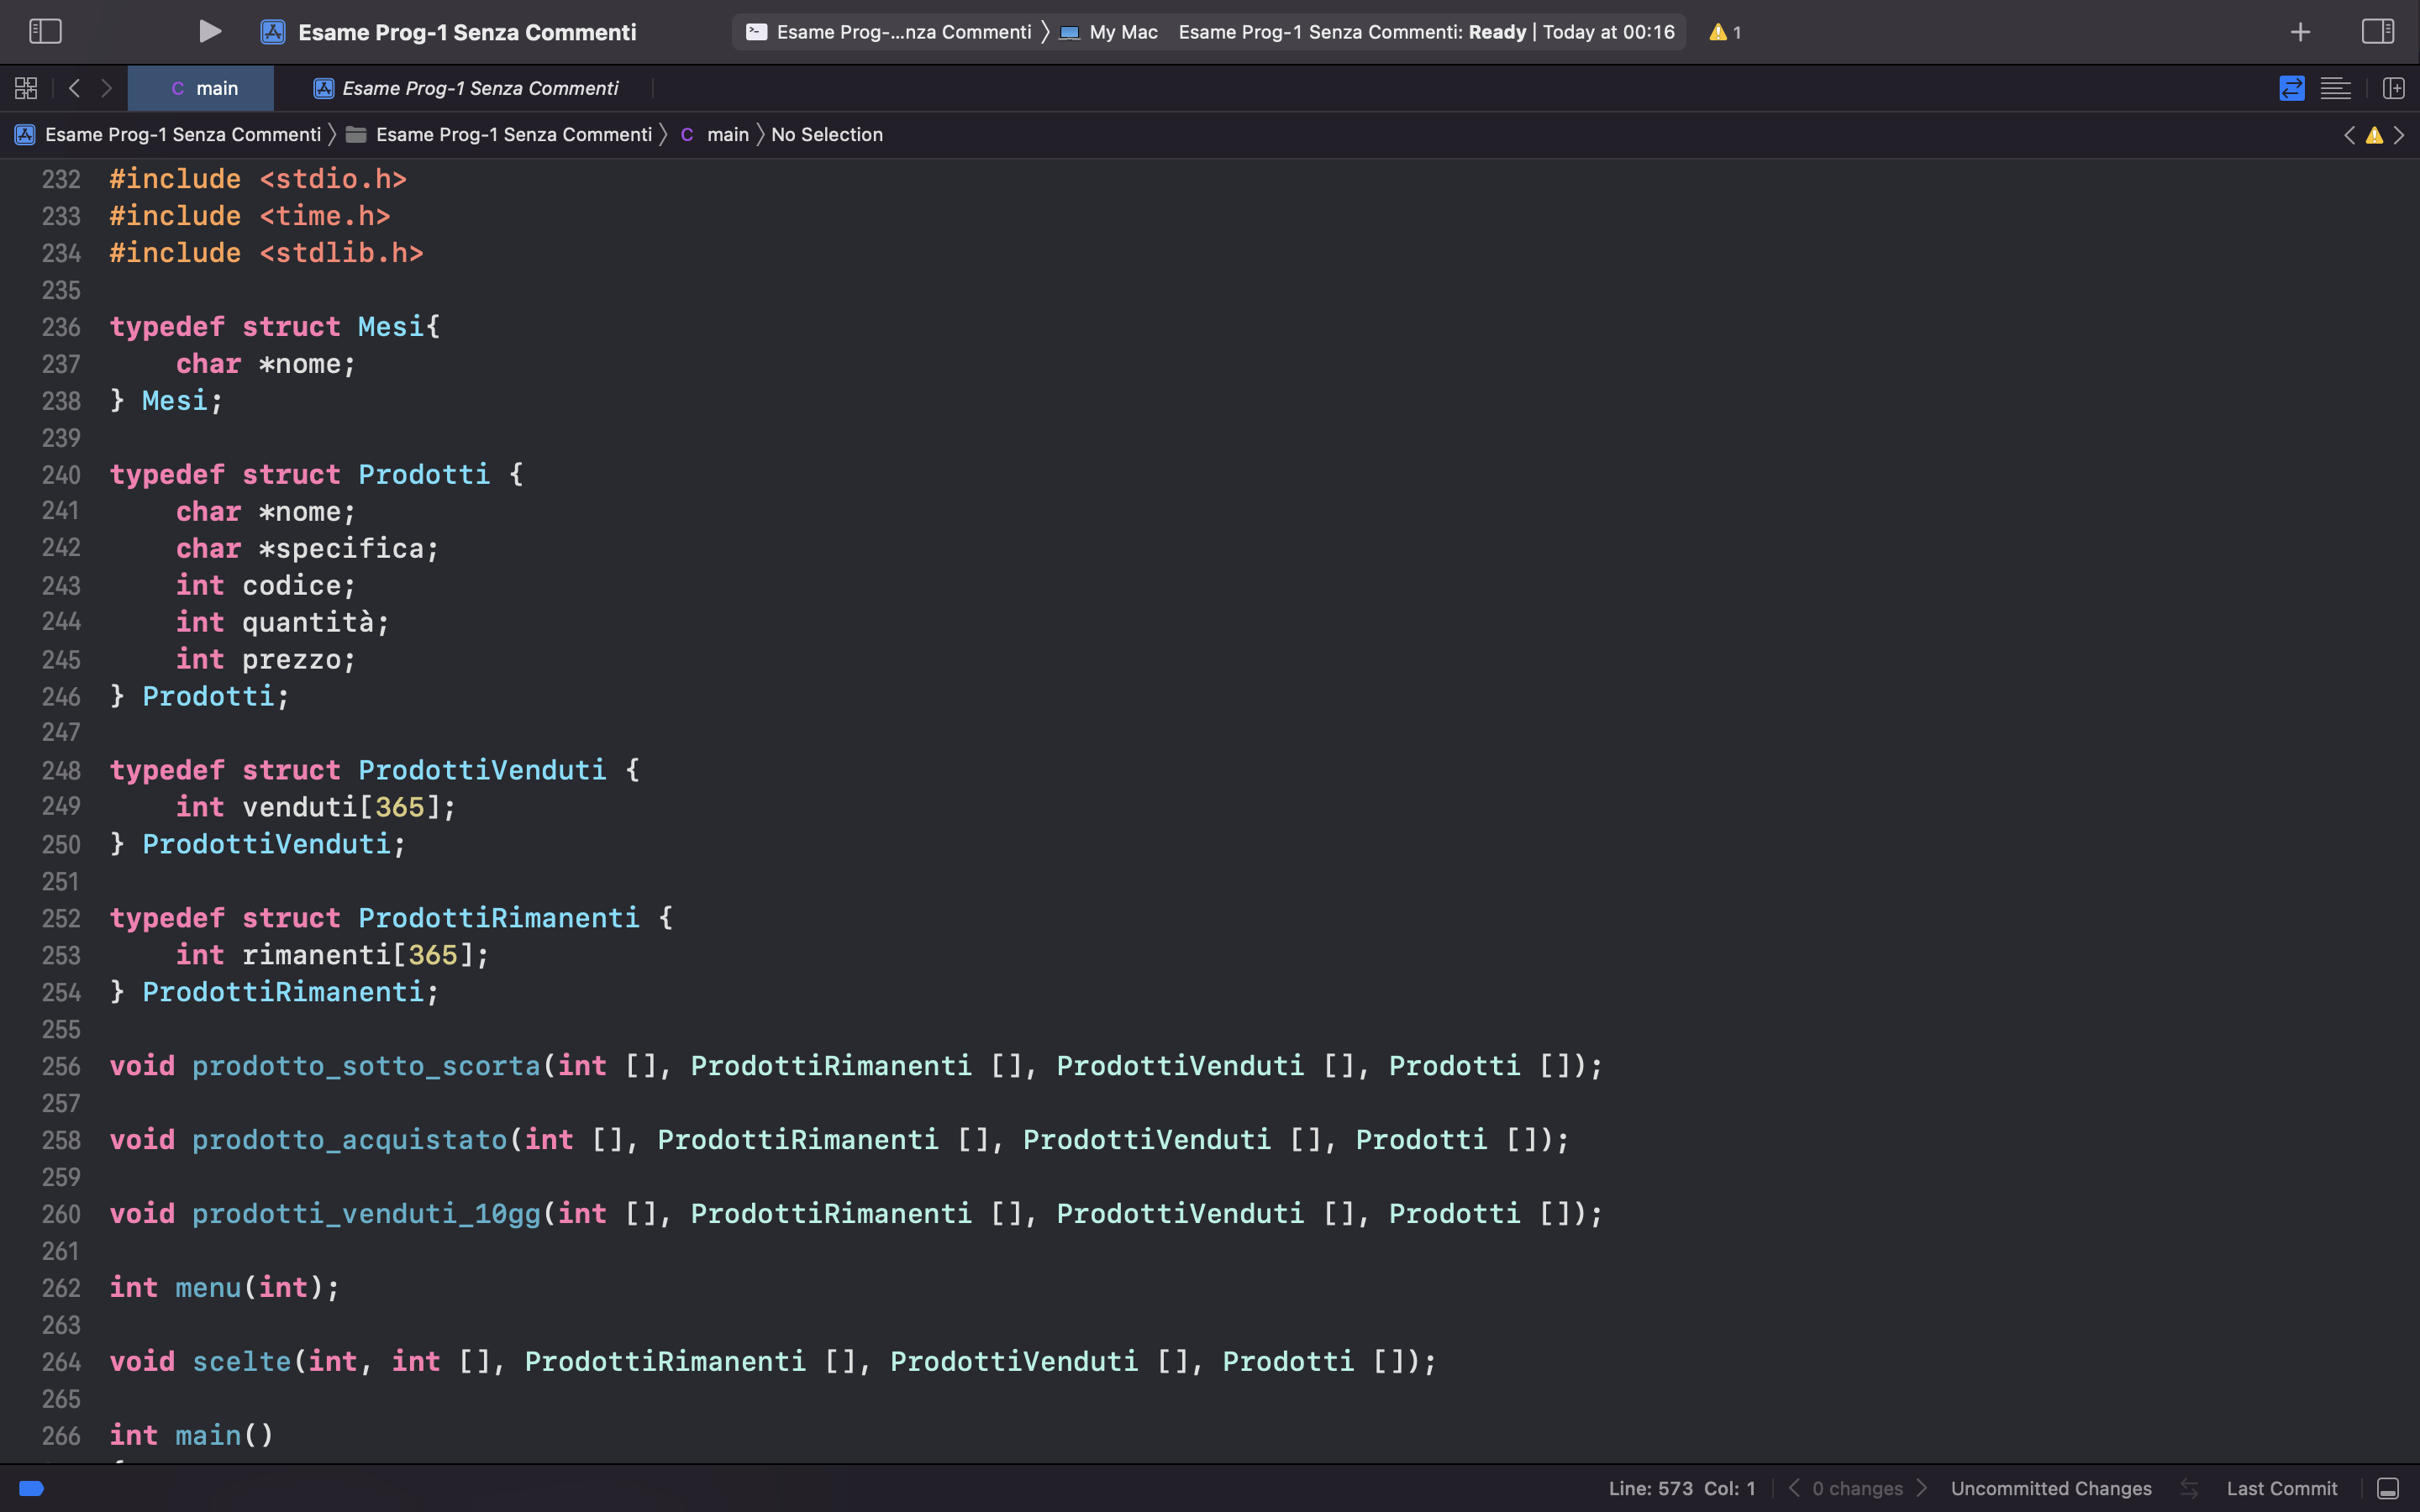 Esame Prog-1 Senza Commenti
Esame Prog-...nza Commenti 〉 My Mac Esame Prog-1 Senza Commenti: Ready | Today at 00:16 1
C main Esame Prog-1 Senza Commenti
Esame Prog-1 Senza Commenti 〉 Esame Prog-1 Senza Commenti 〉 C main 〉 No Selection
232 #include <stdio.h>
233 #include <time.h>
234 #include <stdlib.h>
235
236 typedef struct Mesi{
237     char *nome;
238 } Mesi;
239
240 typedef struct Prodotti {
241     char *nome;
242     char *specifica;
243     int codice;
244     int quantità;
245     int prezzo;
246 } Prodotti;
247
248 typedef struct ProdottiVenduti {
249     int venduti[365];
250 } ProdottiVenduti;
251
252 typedef struct ProdottiRimanenti {
253     int rimanenti[365];
254 } ProdottiRimanenti;
255
256 void prodotto_sotto_scorta(int [], ProdottiRimanenti [], ProdottiVenduti [], Prodotti []);
257
258 void prodotto_acquistato(int [], ProdottiRimanenti [], ProdottiVenduti [], Prodotti []);
259
260 void prodotti_venduti_10gg(int [], ProdottiRimanenti [], ProdottiVenduti [], Prodotti []);
261
262 int menu(int);
263
264 void scelte(int, int [], ProdottiRimanenti [], ProdottiVenduti [], Prodotti []);
265
266 int main()
Line: 573 Col: 1 0 changes Uncommitted Changes Last Commit